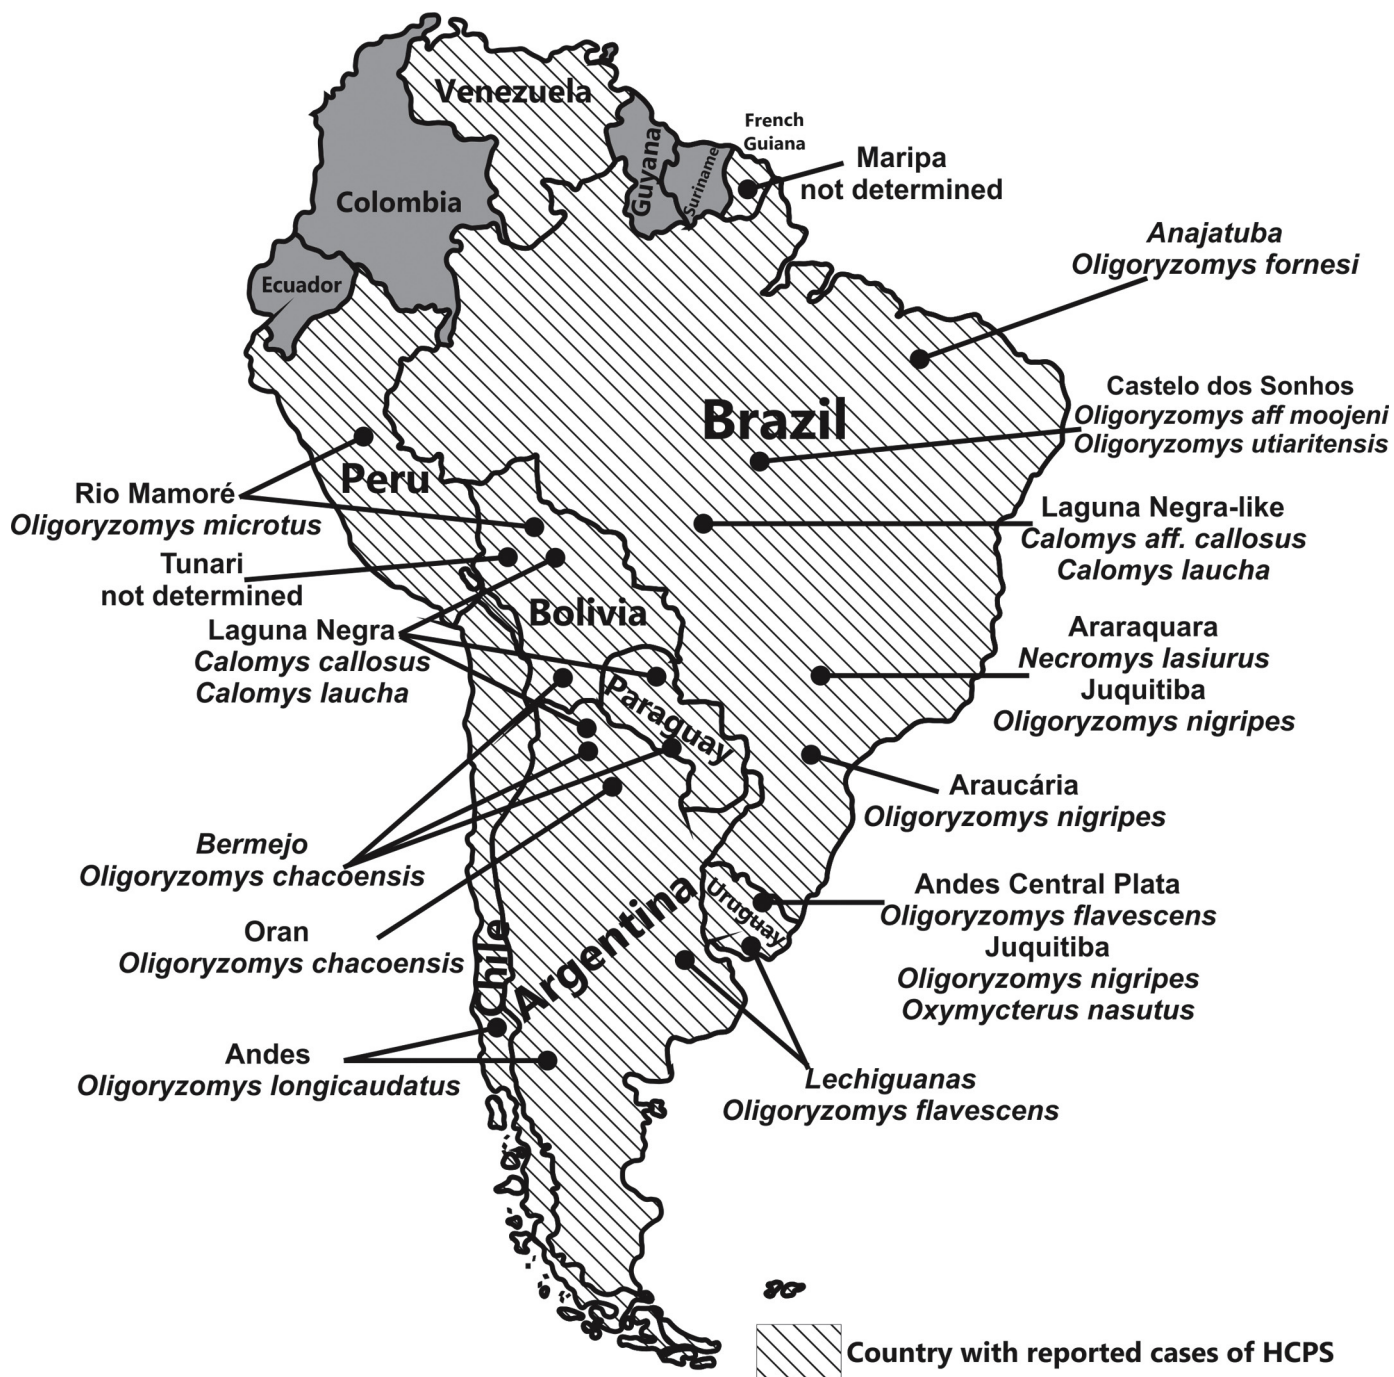 Venezuela
French
Guiana
Guyana
Suriname
Maripa
not determined
Colombia
Anajatuba
Oligoryzomys fornesi
Ecuador
Castelo dos Sonhos
Oligoryzomys aff moojeni
Oligoryzomys utiaritensis
Brazil
Peru
Rio Mamoré
Oligoryzomys microtus
Laguna Negra-like
Calomys aff. callosus
Calomys laucha
Tunari
not determined
Bolivia
Laguna Negra
Calomys callosus
Calomys laucha
Araraquara
Necromys lasiurus
Juquitiba
Oligoryzomys nigripes
Paraguay
Araucária
Oligoryzomys nigripes
Bermejo
Oligoryzomys chacoensis
Andes Central Plata
Oligoryzomys flavescens
Juquitiba
Oligoryzomys nigripes
Oxymycterus nasutus
Uruguay
Argentina
Chile
Oran
Oligoryzomys chacoensis
Andes
Oligoryzomys longicaudatus
Lechiguanas
Oligoryzomys flavescens
Country with reported cases of HCPS